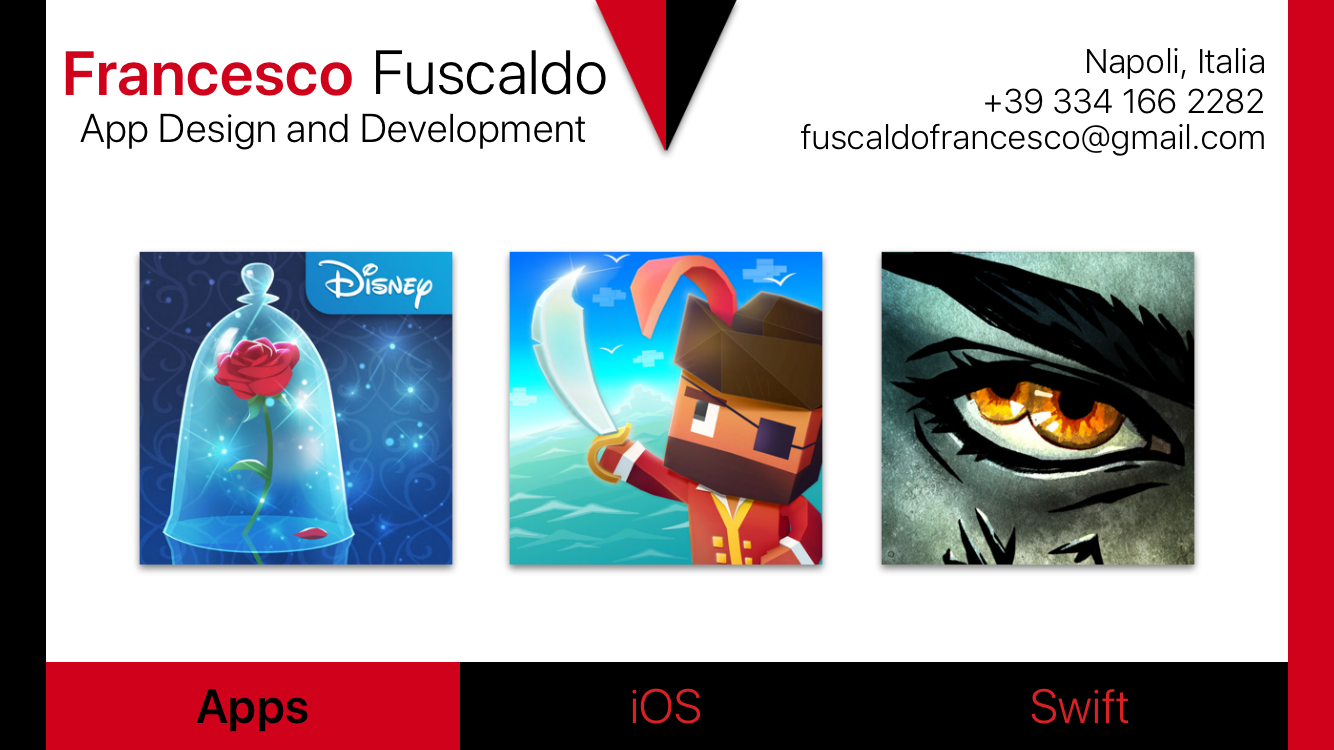 Francesco Fuscaldo
App Design and Development
Napoli, Italia
+39 334 166 2282
fuscaldofrancesco@gmail.com
Disney
Apps
iOS
Swift